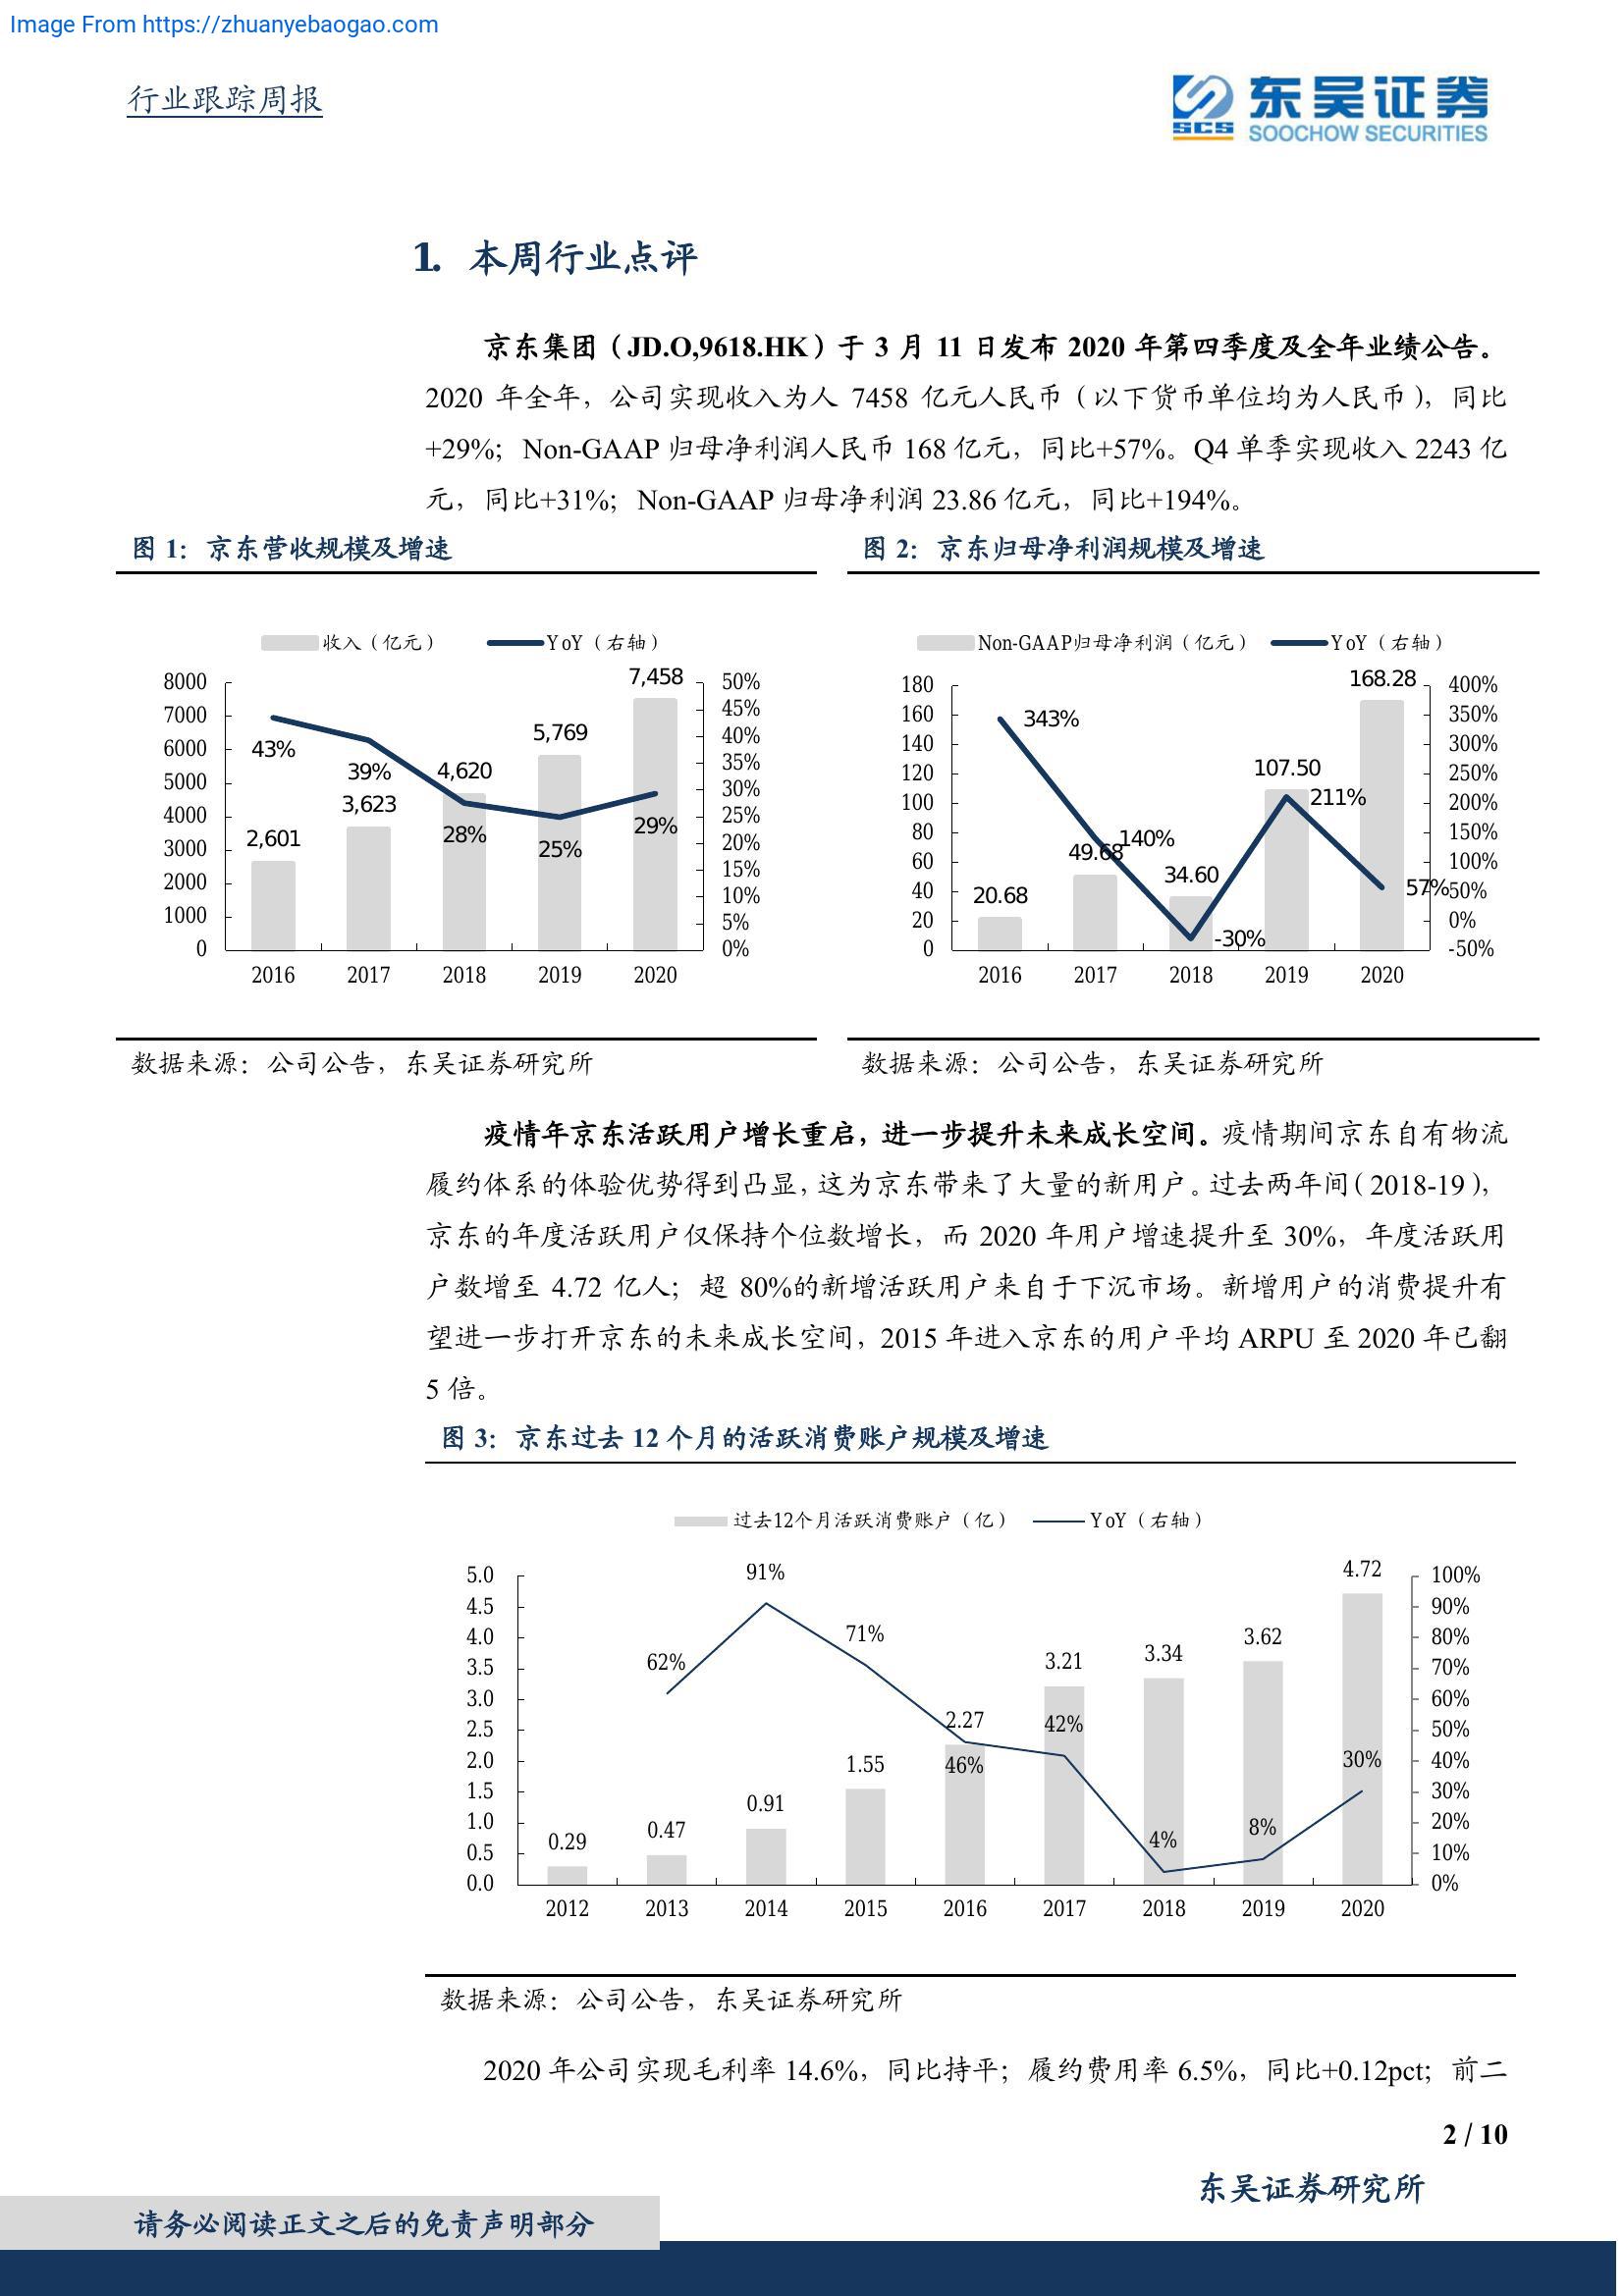 Image From https://zhuanyebaogao.com
行业跟踪周报
SCS 东吴证券
SOOCHOW SECURITIES
1. 本周行业点评
京东集团（JD.O,9618.HK）于 3 月 11 日发布 2020 年第四季度及全年业绩公告。
2020 年全年，公司实现收入为人 7458 亿元人民币（以下货币单位均为人民币），同比
+29%；Non-GAAP 归母净利润人民币 168 亿元，同比+57%。Q4 单季实现收入 2243 亿
元，同比+31%；Non-GAAP 归母净利润 23.86 亿元，同比+194%。
图 1：京东营收规模及增速
收入（亿元） YoY（右轴）
8000 7000 6000 5000 4000 3000 2000 1000 0
2,601 3,623 4,620 5,769 7,458
43% 39% 28% 25% 29%
50% 45% 40% 35% 30% 25% 20% 15% 10% 5% 0%
2016 2017 2018 2019 2020
数据来源：公司公告，东吴证券研究所
图 2：京东归母净利润规模及增速
Non-GAAP归母净利润（亿元） YoY（右轴）
180 160 140 120 100 80 60 40 20 0
20.68 49.68 34.60 107.50 168.28
343% 140% -30% 211% 57%
400% 350% 300% 250% 200% 150% 100% 50% 0% -50%
2016 2017 2018 2019 2020
数据来源：公司公告，东吴证券研究所
疫情年京东活跃用户增长重启，进一步提升未来成长空间。疫情期间京东自有物流
履约体系的体验优势得到凸显，这为京东带来了大量的新用户。过去两年间（2018-19），
京东的年度活跃用户仅保持个位数增长，而 2020 年用户增速提升至 30%，年度活跃用
户数增至 4.72 亿人；超 80%的新增活跃用户来自于下沉市场。新增用户的消费提升有
望进一步打开京东的未来成长空间，2015 年进入京东的用户平均 ARPU 至 2020 年已翻
5 倍。
图 3：京东过去 12 个月的活跃消费账户规模及增速
过去12个月活跃消费账户（亿） YoY（右轴）
5.0 4.5 4.0 3.5 3.0 2.5 2.0 1.5 1.0 0.5 0.0
0.29 0.47 0.91 1.55 2.27 3.21 3.34 3.62 4.72
62% 91% 71% 46% 42% 4% 8% 30%
100% 90% 80% 70% 60% 50% 40% 30% 20% 10% 0%
2012 2013 2014 2015 2016 2017 2018 2019 2020
数据来源：公司公告，东吴证券研究所
2020 年公司实现毛利率 14.6%，同比持平；履约费用率 6.5%，同比+0.12pct；前二
2 / 10
东吴证券研究所
请务必阅读正文之后的免责声明部分